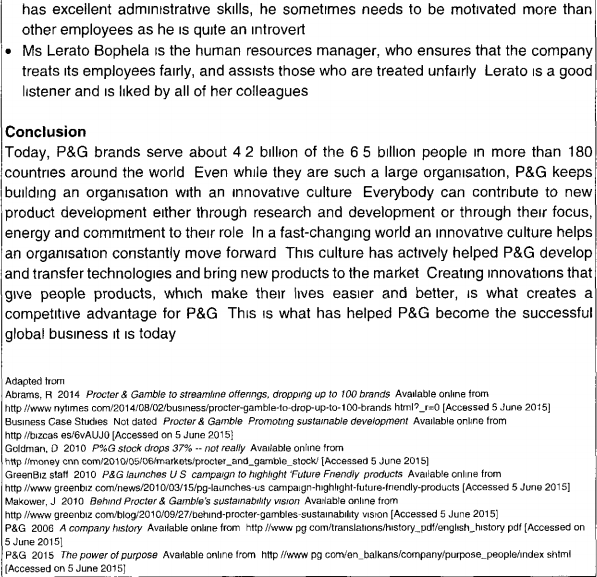 has excellent administrative skills, he sometimes needs to be motivated more than
other employees as he is quite an introvert
• Ms Lerato Bophela is the human resources manager, who ensures that the company
treats its employees fairly, and assists those who are treated unfairly Lerato is a good
listener and is liked by all of her colleagues
Conclusion
Today, P&G brands serve about 4 2 billion of the 6 5 billion people in more than 180
countries around the world Even while they are such a large organisation, P&G keeps
building an organisation with an innovative culture Everybody can contribute to new
product development either through research and development or through their focus,
energy and commitment to their role In a fast-changing world an innovative culture helps
an organisation constantly move forward This culture has actively helped P&G develop
and transfer technologies and bring new products to the market Creating innovations that
give people products, which make their lives easier and better, is what creates a
competitive advantage for P&G This is what has helped P&G become the successful
global business it is today
Adapted from
Abrams, R 2014 Procter & Gamble to streamline offerings, dropping up to 100 brands Available online from
http //www nytimes com/2014/08/02/business/procter-gamble-to-drop-up-to-100-brands html?_r=0 [Accessed 5 June 2015]
Business Case Studies Not dated Procter & Gamble Promoting sustainable development Available online from
http //bizcas es/6vAUJ0 [Accessed on 5 June 2015]
Goldman, D 2010 P%G stock drops 37% -- not really Available online from
http //money cnn com/2010/05/06/markets/procter_and_gamble_stock/ [Accessed 5 June 2015]
GreenBiz staff 2010 P&G launches U S campaign to highlight 'Future Friendly' products Available online from
http //www greenbiz com/news/2010/03/15/pg-launches-us campaign-highlight-future-friendly-products [Accessed 5 June 2015]
Makower, J 2010 Behind Procter & Gamble's sustainability vision Available online from
http //www greenbiz com/blog/2010/09/27/behind-procter-gambles-sustainability vision [Accessed 5 June 2015]
P&G 2006 A company history Available online from http //www pg com/translations/history_pdf/english_history pdf [Accessed on
5 June 2015]
P&G 2015 The power of purpose Available online from http //www pg com/en_balkans/company/purpose_people/index shtml
[Accessed on 5 June 2015]